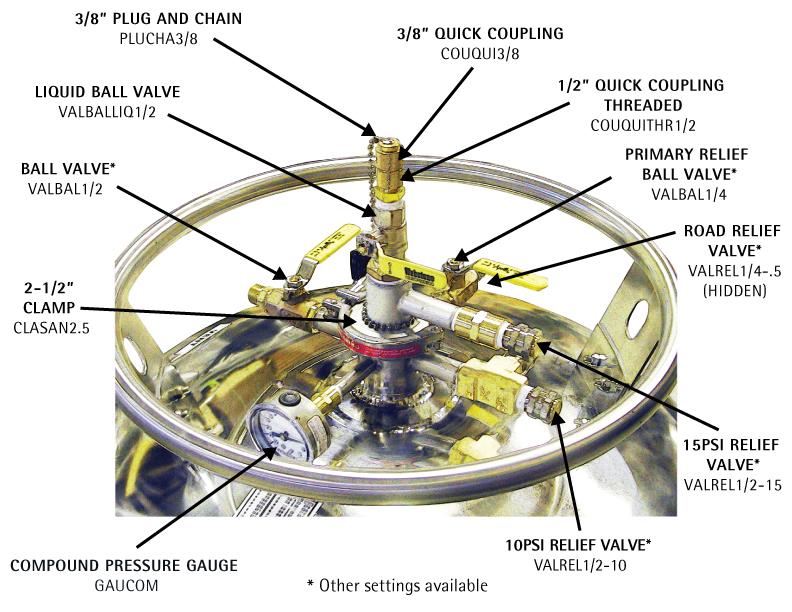 3/8" PLUG AND CHAIN
PLUCHA3/8
3/8" QUICK COUPLING
COUQUI3/8
LIQUID BALL VALVE
VALBALLIQ1/2
1/2" QUICK COUPLING
THREADED
COUQUITHR1/2
BALL VALVE*
VALBAL1/2
PRIMARY RELIEF
BALL VALVE*
VALBAL1/4
ROAD RELIEF
VALVE*
VALREL1/4-.5
(HIDDEN)
2-1/2"
CLAMP
CLASAN2.5
15PSI RELIEF
VALVE*
VALREL1/2-15
10PSI RELIEF VALVE*
VALREL1/2-10
COMPOUND PRESSURE GAUGE
GAUCOM
* Other settings available